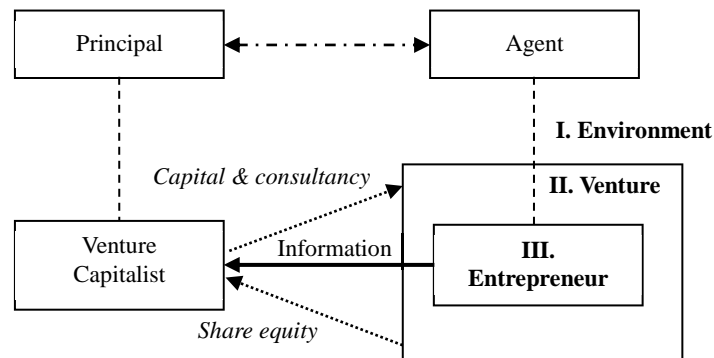 Principal
Agent
I. Environment
Capital & consultancy
II. Venture
Venture
Capitalist
Information
III.
Entrepreneur
Share equity